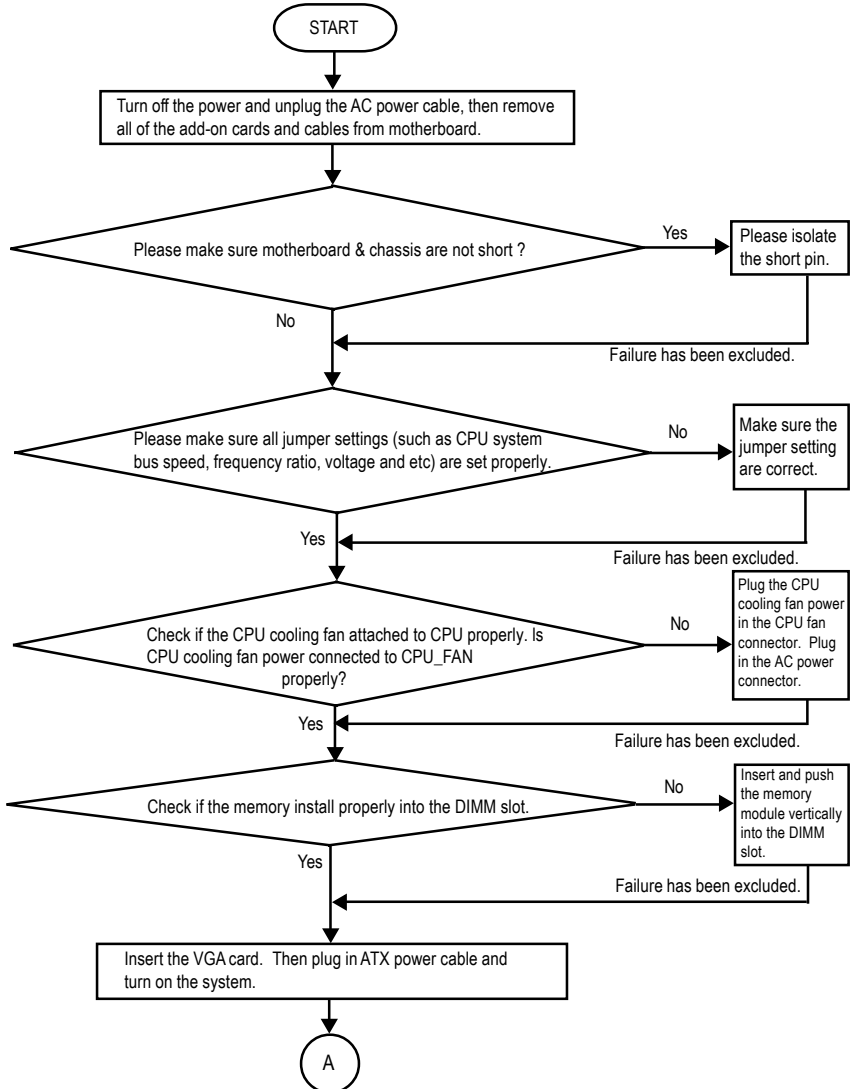 START
Turn off the power and unplug the AC power cable, then remove
all of the add-on cards and cables from motherboard.
Please make sure motherboard & chassis are not short ?
Yes
Please isolate
the short pin.
No
Failure has been excluded.
Please make sure all jumper settings (such as CPU system
bus speed, frequency ratio, voltage and etc) are set properly.
No
Make sure the
jumper setting
are correct.
Yes
Failure has been excluded.
Check if the CPU cooling fan attached to CPU properly. Is
CPU cooling fan power connected to CPU_FAN
properly?
No
Plug the CPU
cooling fan power
in the CPU fan
connector. Plug
in the AC power
connector.
Yes
Failure has been excluded.
Check if the memory install properly into the DIMM slot.
No
Insert and push
the memory
module vertically
into the DIMM
slot.
Yes
Failure has been excluded.
Insert the VGA card. Then plug in ATX power cable and
turn on the system.
A